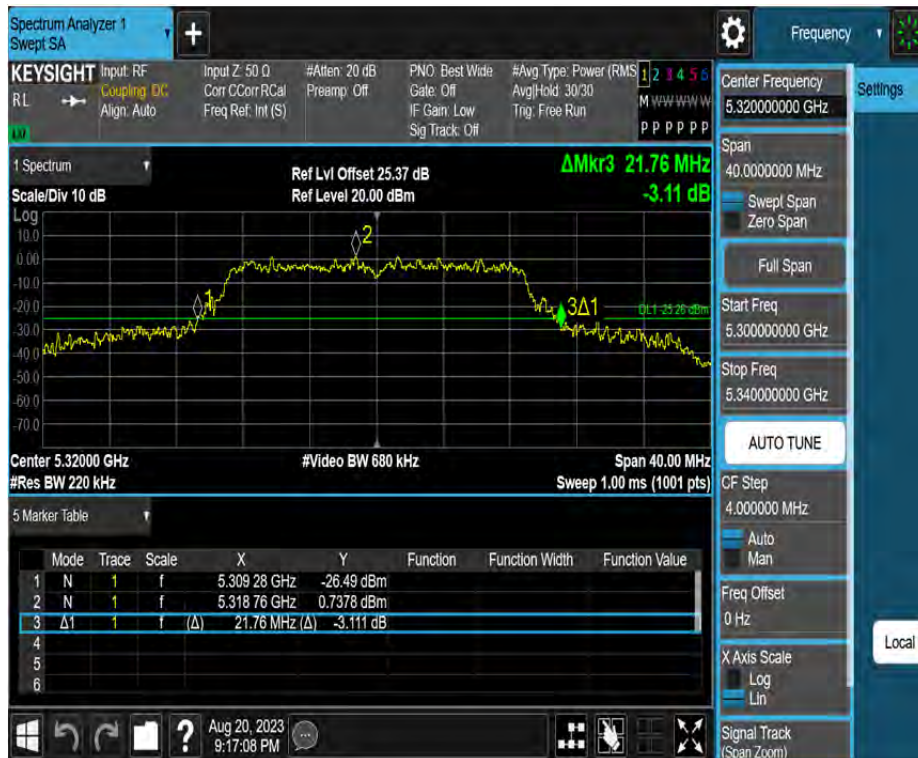 Spectrum Analyzer 1
Swept SA
+
Frequency
KEYSIGHT
RL
Input: RF
Coupling: DC
Align: Auto
Input Z: 50 Ω
Corr CCorr RCal
Freq Ref: Int (S)
#Atten: 20 dB
Preamp: Off
PNO: Best Wide
Gate: Off
IF Gain: Low
Sig Track: Off
#Avg Type: Power (RMS
Avg|Hold: 30/30
Trig: Free Run
1 2 3 4 5 6
M W W W W W
P P P P P P
1 Spectrum
Scale/Div 10 dB
Ref Lvl Offset 25.37 dB
Ref Level 20.00 dBm
ΔMkr3 21.76 MHz
-3.11 dB
Log
10.0
0.00
-10.0
-20.0
-30.0
-40.0
-50.0
-60.0
-70.0
1
2
3Δ1
DL1 -25.26 dBm
Center 5.32000 GHz
#Video BW 680 kHz
Span 40.00 MHz
#Res BW 220 kHz
Sweep 1.00 ms (1001 pts)
5 Marker Table
Mode Trace Scale X Y Function Function Width Function Value
1 N 1 f 5.309 28 GHz -26.49 dBm
2 N 1 f 5.318 76 GHz 0.7378 dBm
3 Δ1 1 f (Δ) 21.76 MHz (Δ) -3.111 dB
4
5
6
?
Aug 20, 2023
9:17:08 PM
Center Frequency
5.320000000 GHz
Span
40.0000000 MHz
Swept Span
Zero Span
Full Span
Start Freq
5.300000000 GHz
Stop Freq
5.340000000 GHz
AUTO TUNE
CF Step
4.000000 MHz
Auto
Man
Freq Offset
0 Hz
X Axis Scale
Log
Lin
Signal Track
(Span Zoom)
Settings
Local